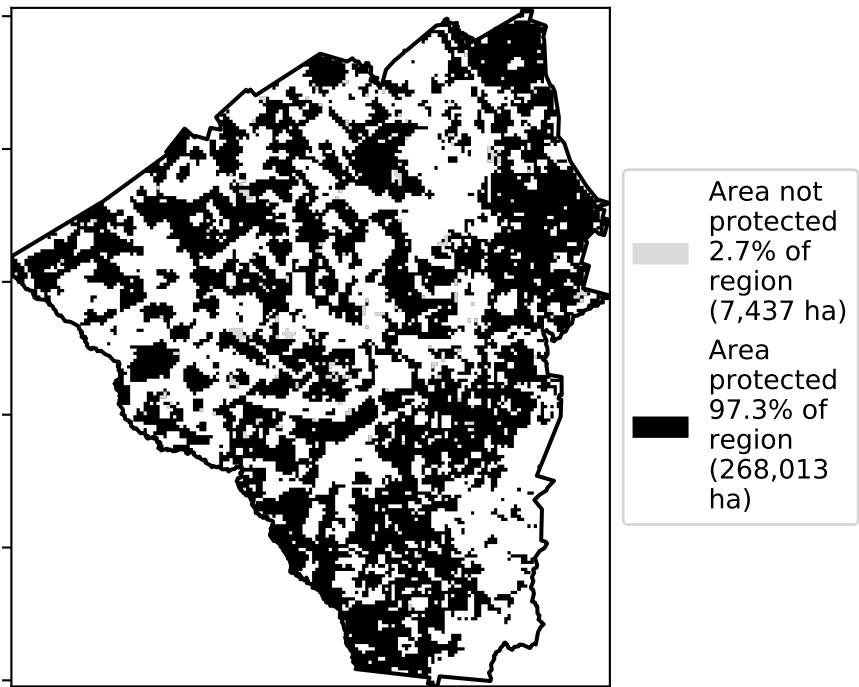 Area not
protected
2.7% of
region
(7,437 ha)
Area
protected
97.3% of
region
(268,013
ha)